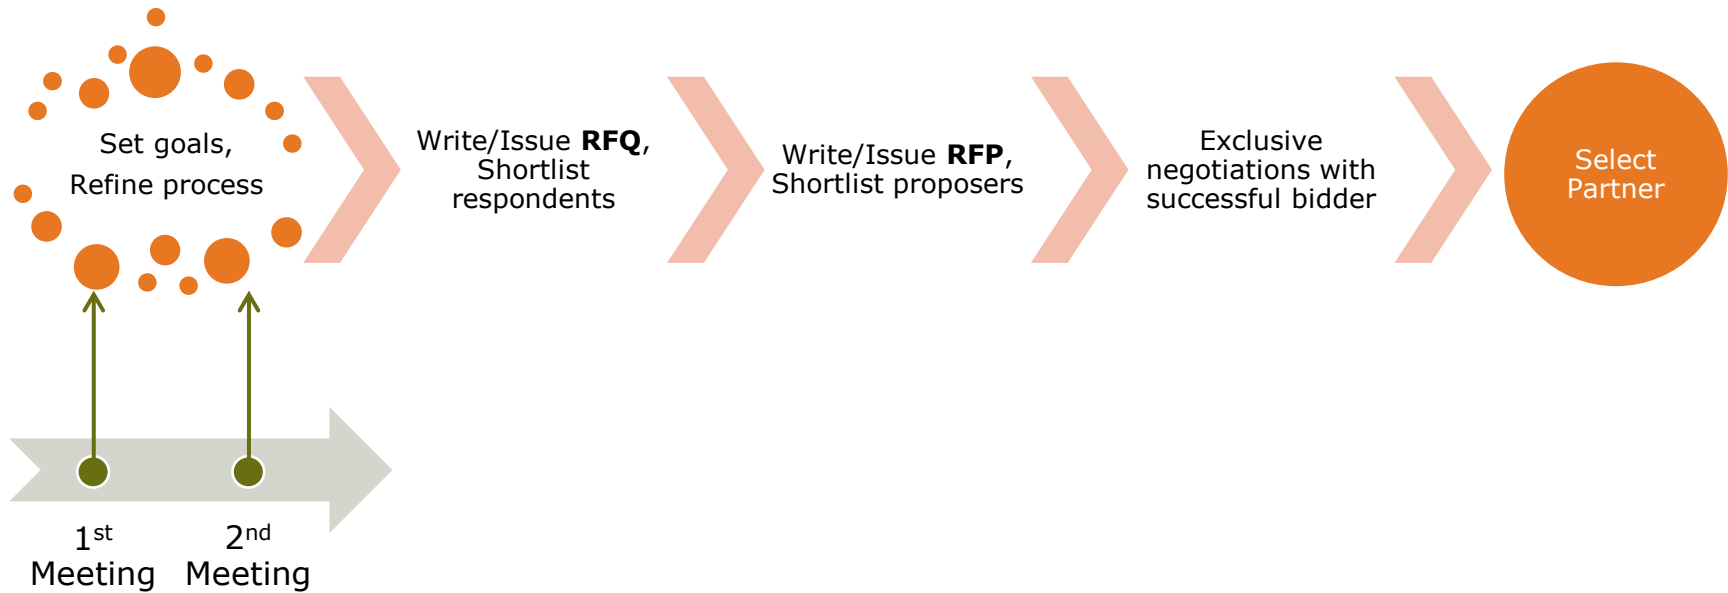 Set goals,
Refine process
Write/Issue RFQ,
Shortlist
respondents
Write/Issue RFP,
Shortlist proposers
Exclusive
negotiations with
successful bidder
Select
Partner
1st
Meeting
2nd
Meeting